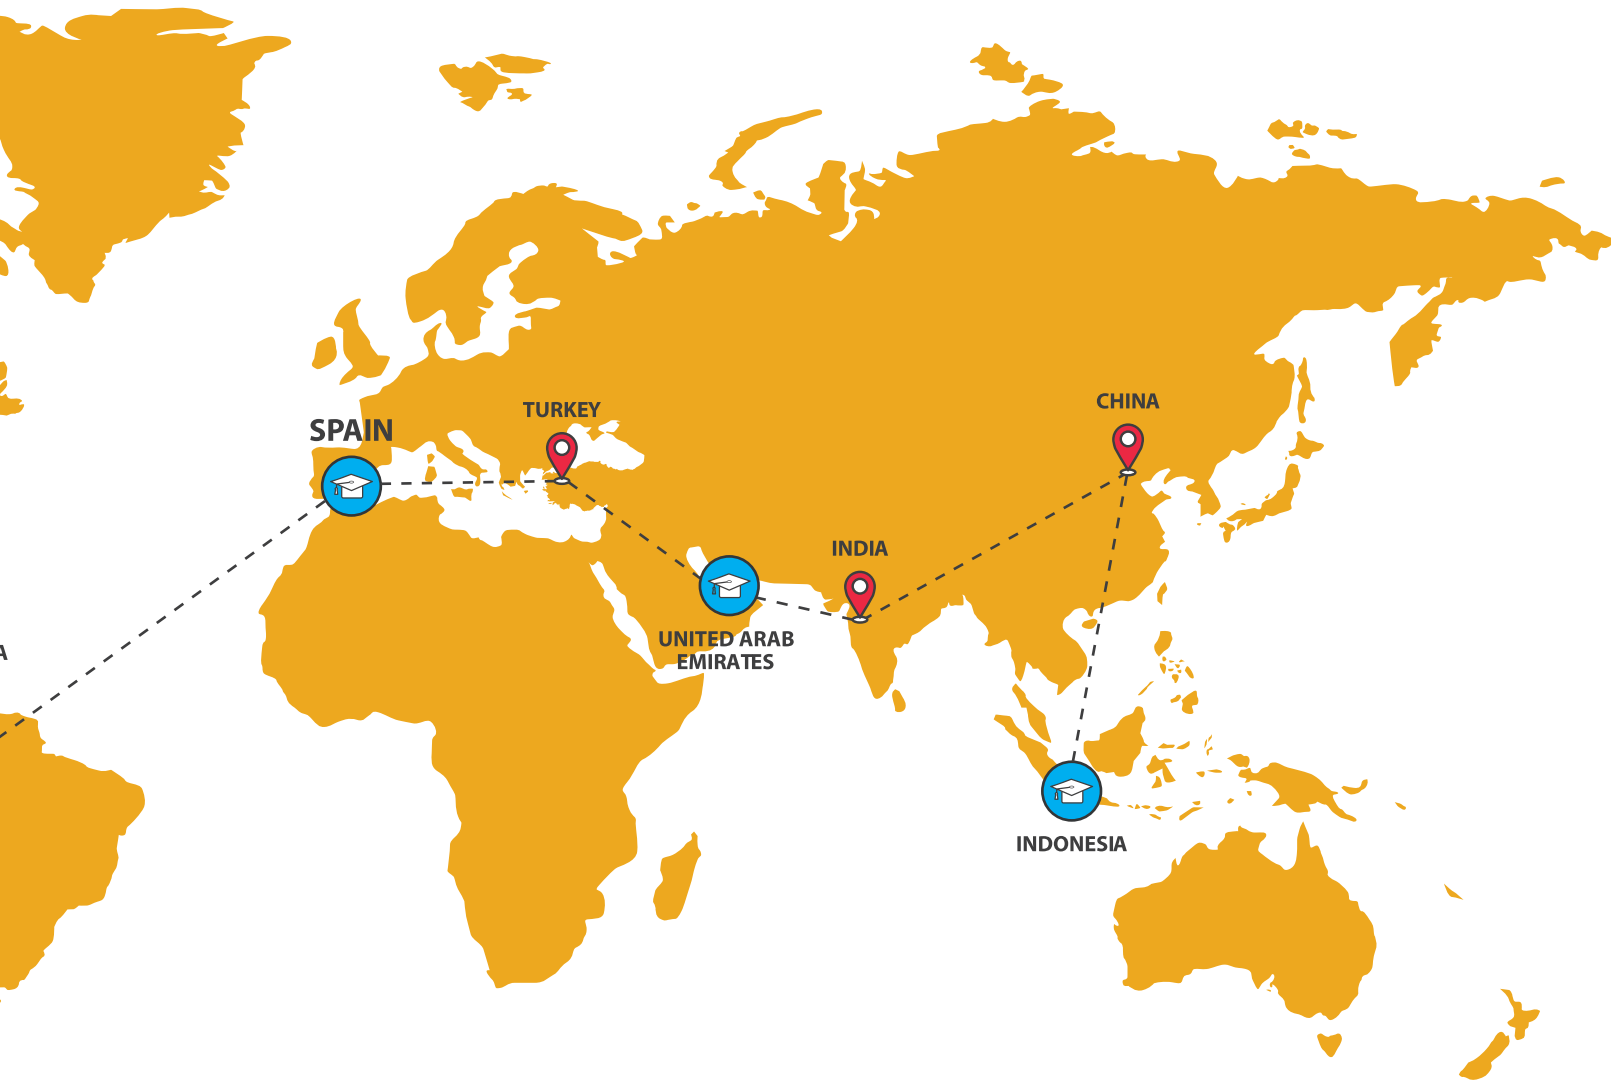 CHINA
TURKEY
SPAIN
INDIA
UNITED ARAB
EMIRATES
A
INDONESIA